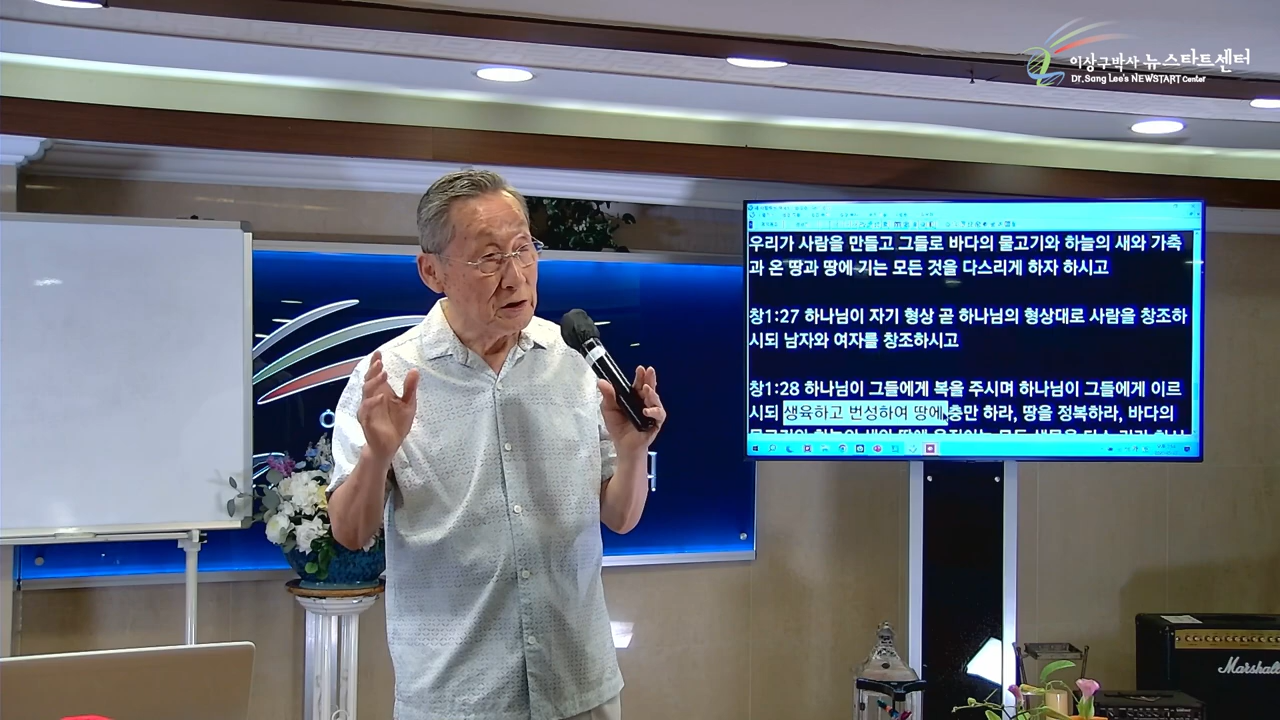 이상구박사 뉴스타트센터
Dr. Sang Lee's NEWSTART Center
우리가 사람을 만들고 그들로 바다의 물고기와 하늘의 새와 가축
과 온 땅과 땅에 기는 모든 것을 다스리게 하자 하시고
창1:27 하나님이 자기 형상 곧 하나님의 형상대로 사람을 창조하
시되 남자와 여자를 창조하시고
창1:28 하나님이 그들에게 복을 주시며 하나님이 그들에게 이르
시되 생육하고 번성하여 땅에 충만 하라, 땅을 정복하라, 바다의
Marshall